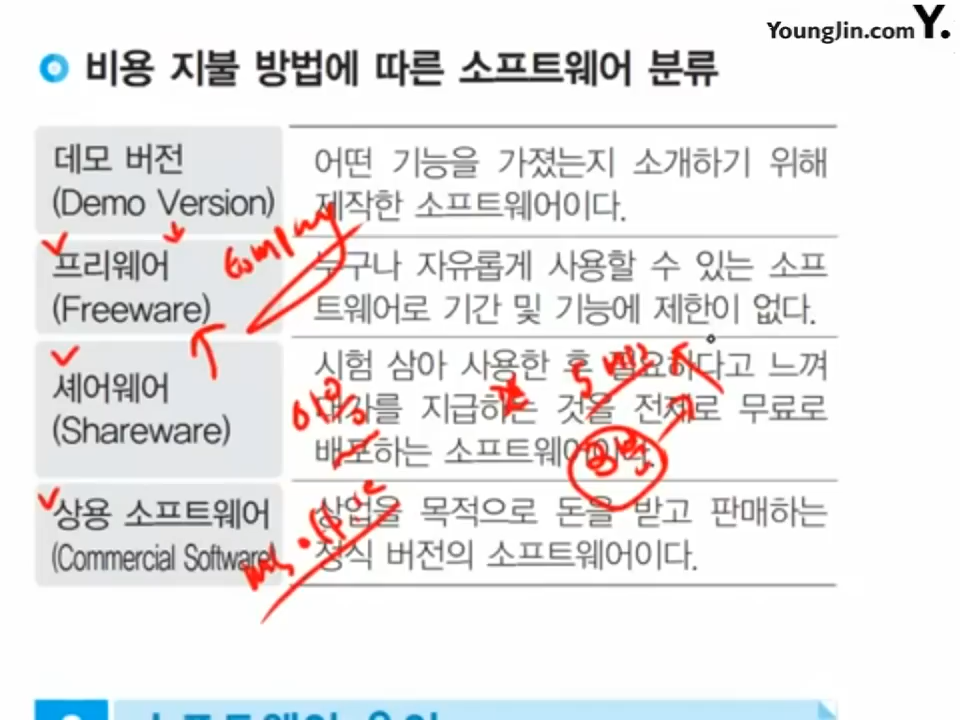 YoungJin.com Y.
비용 지불 방법에 따른 소프트웨어 분류
데모 버전
(Demo Version)
어떤 기능을 가졌는지 소개하기 위해
제작한 소프트웨어이다.
프리웨어
(Freeware)
company
누구나 자유롭게 사용할 수 있는 소프
트웨어로 기간 및 기능에 제한이 없다.
셰어웨어
(Shareware)
시험 삼아 사용한 후 필요하다고 느껴
대가를 지급하는 것을 전제로 무료로
배포하는 소프트웨어이다.
상용 소프트웨어
(Commercial Software)
상업을 목적으로 돈을 받고 판매하는
정식 버전의 소프트웨어이다.
ms office